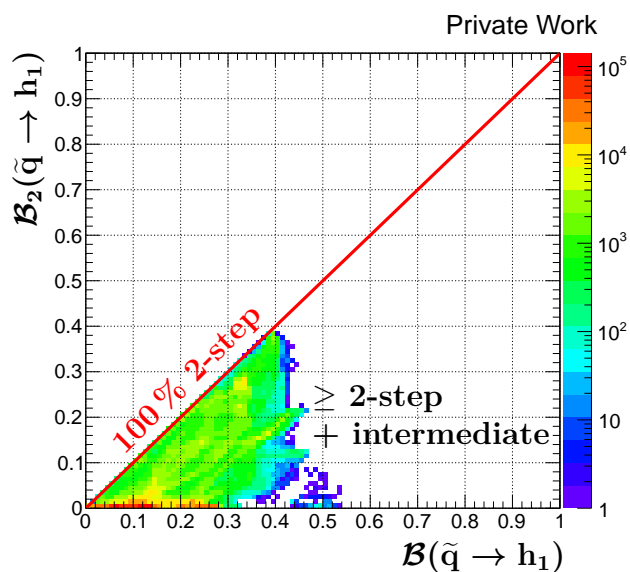 Private Work
𝓑₂(q̃ → h₁)
1
0.9
0.8
0.7
0.6
0.5
0.4
0.3
0.2
0.1
0
100 % 2-step
≥ 2-step
+ intermediate
0 0.1 0.2 0.3 0.4 0.5 0.6 0.7 0.8 0.9 1
𝓑(q̃ → h₁)
10⁵
10⁴
10³
10²
10
1